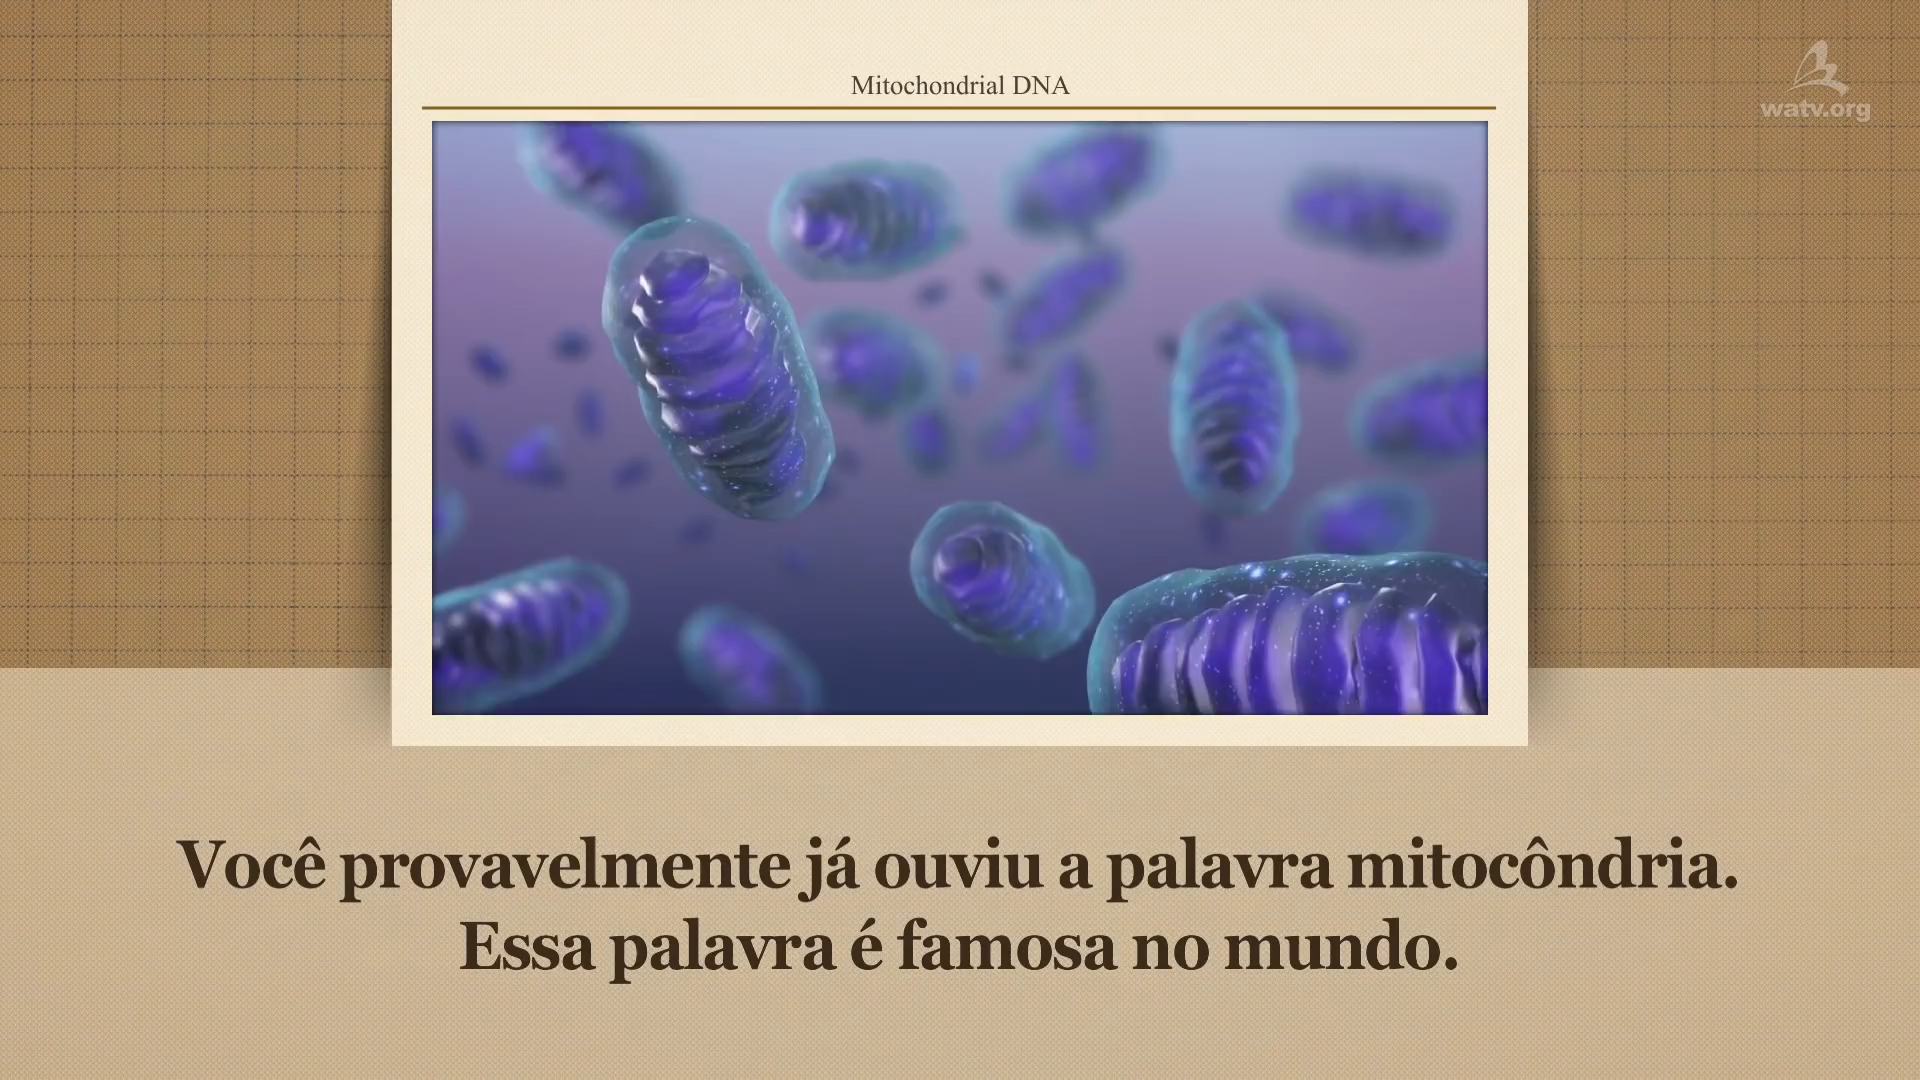 Mitochondrial DNA
watv.org
Você provavelmente já ouviu a palavra mitocôndria.
Essa palavra é famosa no mundo.